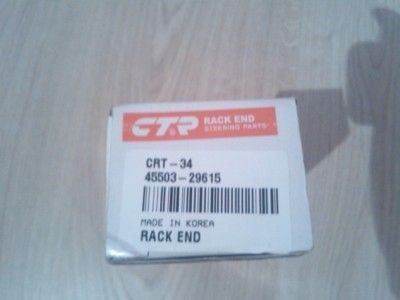 CTR RACK END
STEERING PARTS
CRT-34
45503-29615
MADE IN KOREA
RACK END